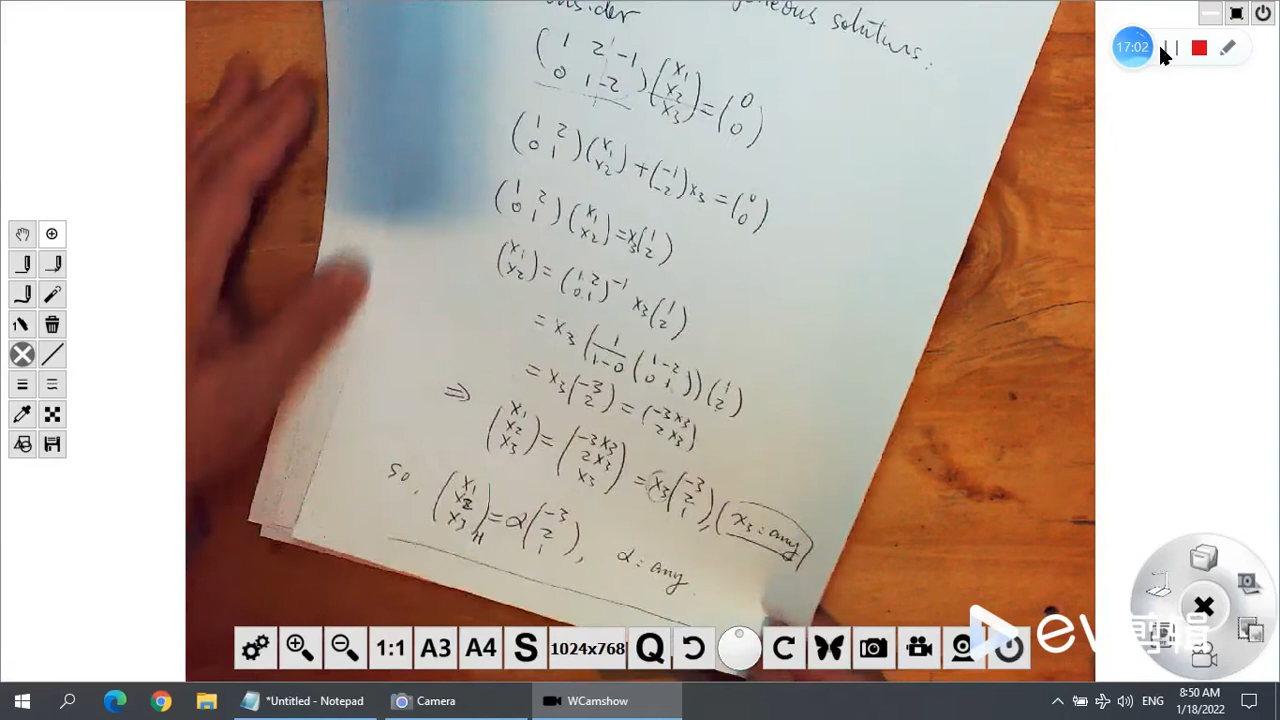 geneous solutions:
(1 2 -1; 0 1 -2)(x₁; x₂; x₃) = (0; 0)
(1 2; 0 1)(x₁; x₂) + (-1; -2)x₃ = (0; 0)
(1 2; 0 1)(x₁; x₂) = x₃(1; 2)
(x₁; x₂) = (1 2; 0 1)⁻¹ x₃(1; 2)
= x₃(1/(1-0) (1 -2; 0 1))(1; 2)
= x₃(-3; 2) = (-3x₃; 2x₃)
⇒ (x₁; x₂; x₃) = (-3x₃; 2x₃; x₃) = x₃(-3; 2; 1), (x₃: any)
So, (x₁; x₂; x₃)H = α(-3; 2; 1), α: any
17:02
1:1 A3 A4 S 1024x768 Q
*Untitled - Notepad
Camera
WCamshow
ENG
8:50 AM
1/18/2022